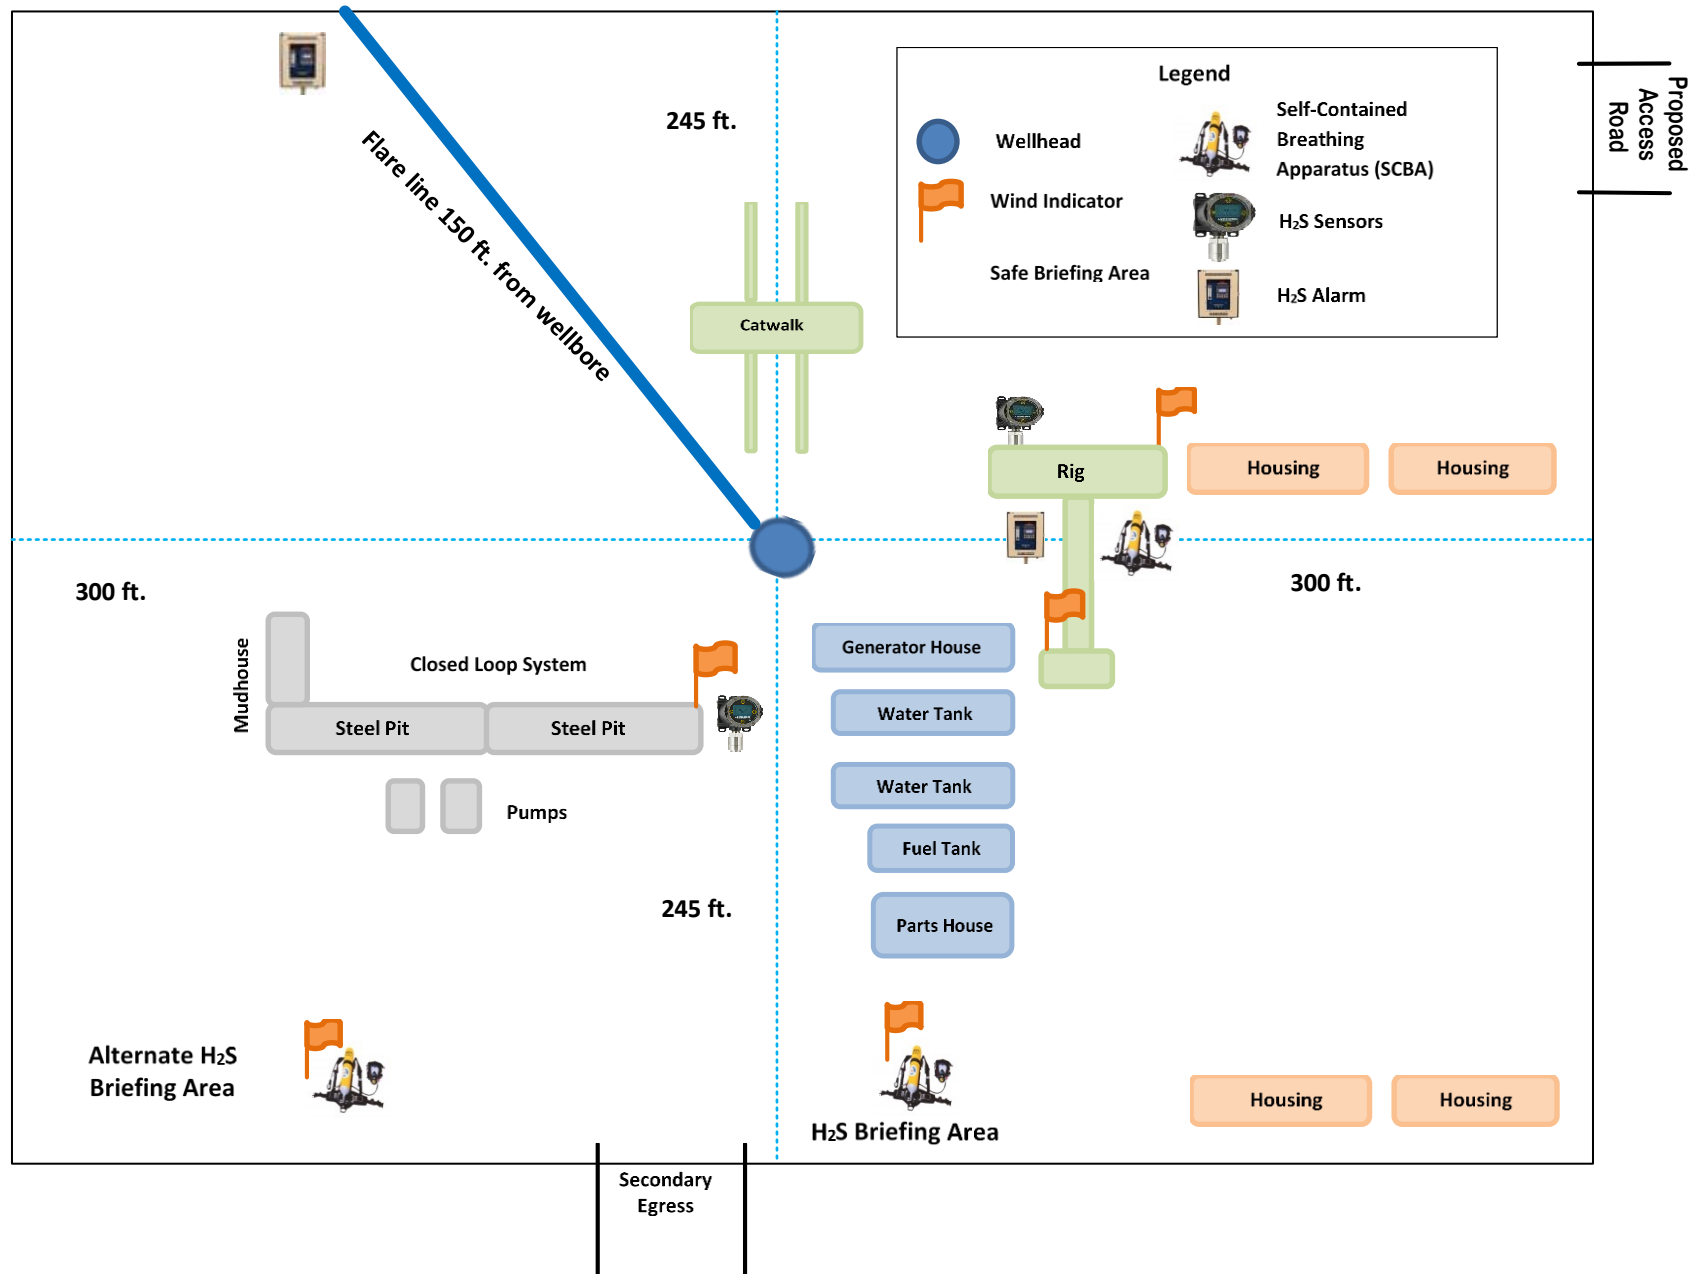 Legend
Wellhead
Wind Indicator
Safe Briefing Area
Self-Contained
Breathing
Apparatus (SCBA)
H2S Sensors
H2S Alarm
Proposed
Access
Road
245 ft.
Flare line 150 ft. from wellbore
Catwalk
Rig
Housing
Housing
300 ft.
300 ft.
Mudhouse
Closed Loop System
Steel Pit
Steel Pit
Pumps
Generator House
Water Tank
Water Tank
Fuel Tank
Parts House
245 ft.
Alternate H2S
Briefing Area
H2S Briefing Area
Housing
Housing
Secondary
Egress